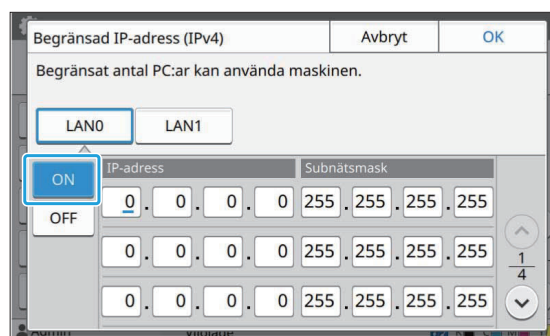 Begränsad IP-adress (IPv4) Avbryt OK
Begränsat antal PC:ar kan använda maskinen.
LAN0 LAN1
ON
OFF
IP-adress Subnätsmask
0. 0. 0. 0 255. 255. 255. 255
0. 0. 0. 0 255. 255. 255. 255
0. 0. 0. 0 255. 255. 255. 255
1
4